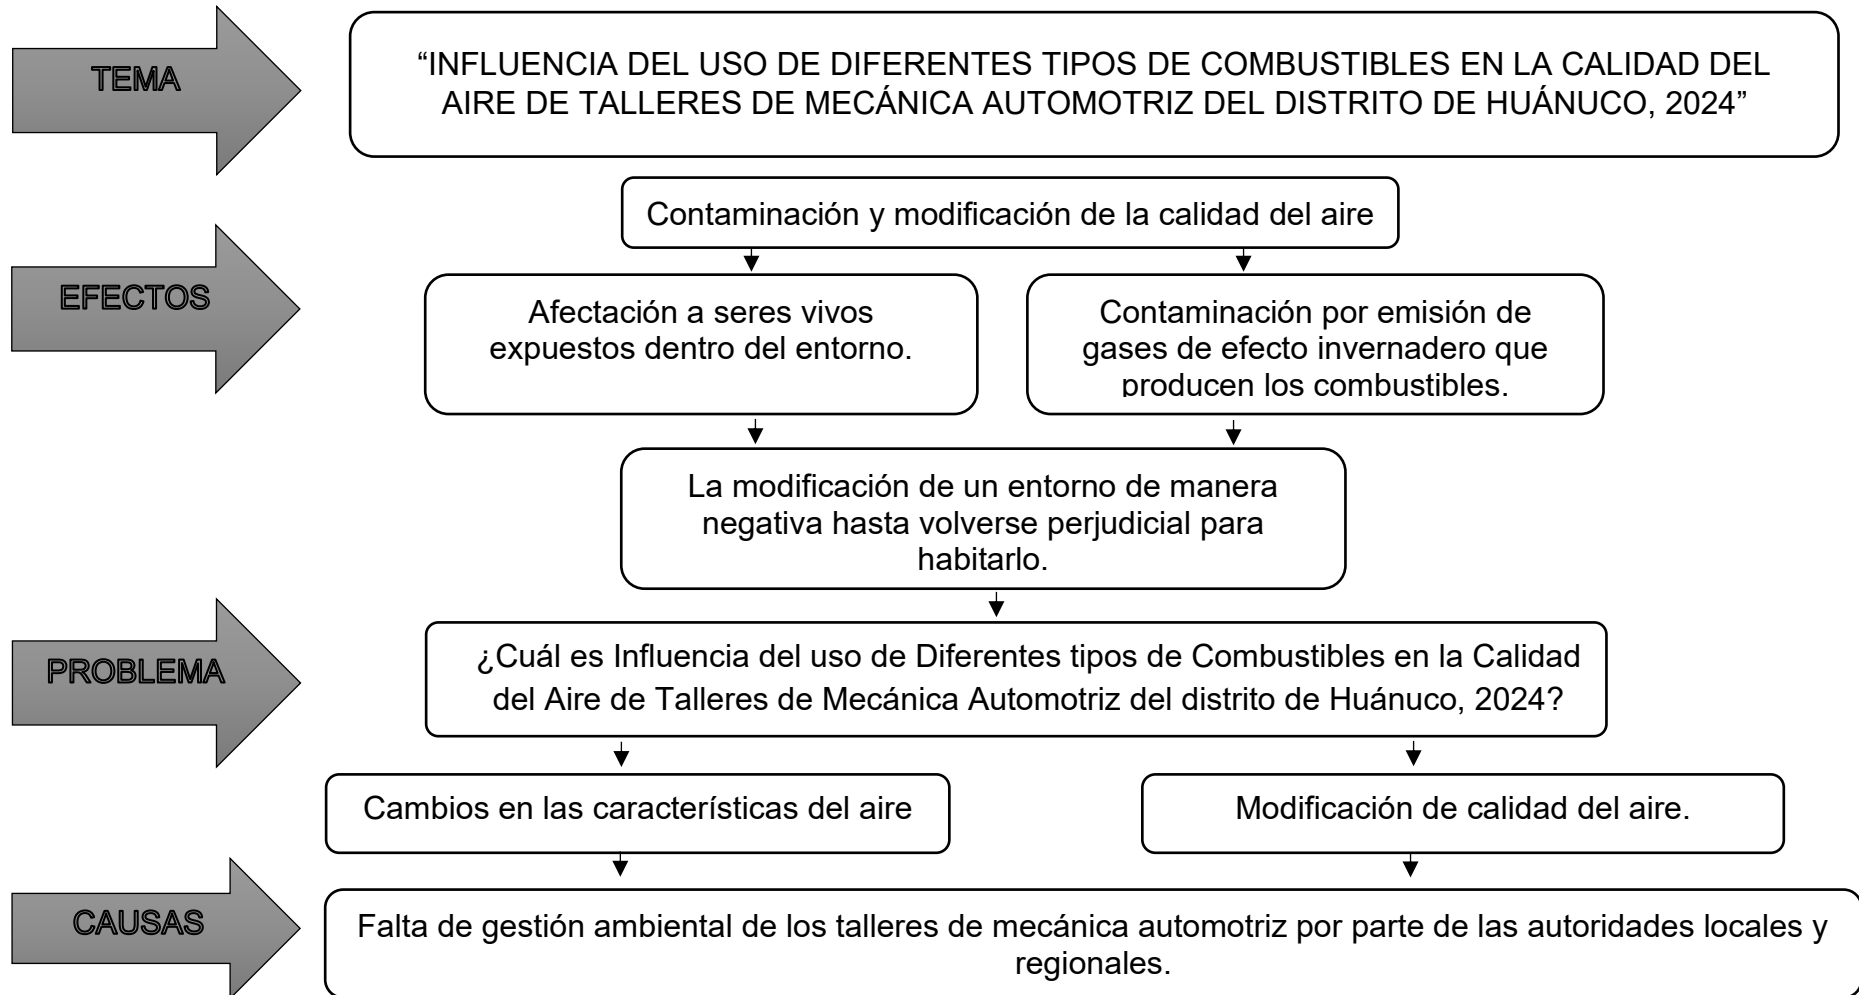 TEMA
“INFLUENCIA DEL USO DE DIFERENTES TIPOS DE COMBUSTIBLES EN LA CALIDAD DEL
AIRE DE TALLERES DE MECÁNICA AUTOMOTRIZ DEL DISTRITO DE HUÁNUCO, 2024”
Contaminación y modificación de la calidad del aire
EFECTOS
Afectación a seres vivos
expuestos dentro del entorno.
Contaminación por emisión de
gases de efecto invernadero que
producen los combustibles.
La modificación de un entorno de manera
negativa hasta volverse perjudicial para
habitarlo.
PROBLEMA
¿Cuál es Influencia del uso de Diferentes tipos de Combustibles en la Calidad
del Aire de Talleres de Mecánica Automotriz del distrito de Huánuco, 2024?
Cambios en las características del aire
Modificación de calidad del aire.
CAUSAS
Falta de gestión ambiental de los talleres de mecánica automotriz por parte de las autoridades locales y
regionales.